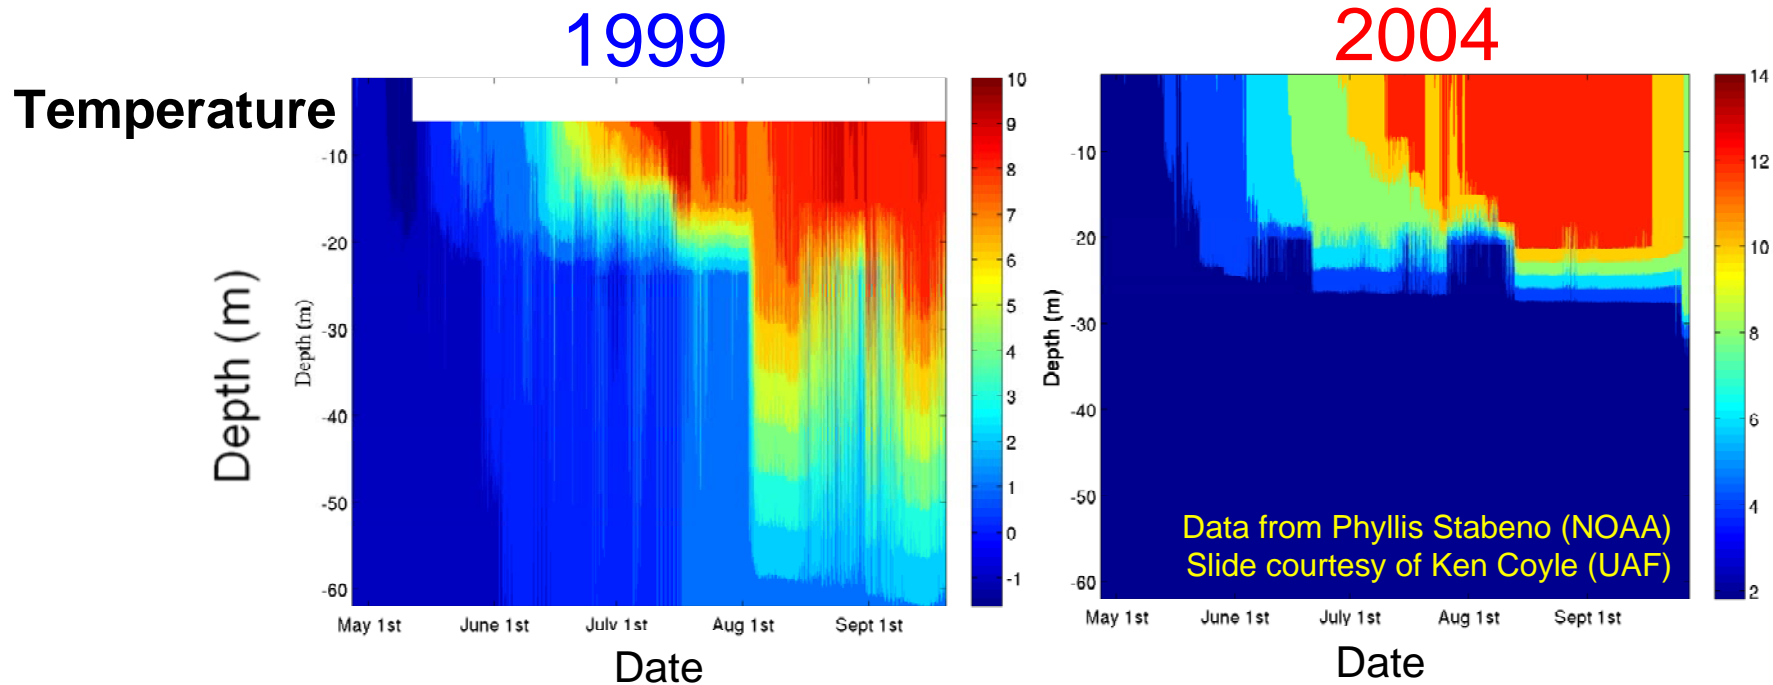 1999
2004
Temperature
Depth (m)
Depth (m)
-10
-20
-30
-40
-50
-60
May 1st
June 1st
July 1st
Aug 1st
Sept 1st
Date
10
9
8
7
6
5
4
3
2
1
0
-1
Depth (m)
-10
-20
-30
-40
-50
-60
Data from Phyllis Stabeno (NOAA)
Slide courtesy of Ken Coyle (UAF)
May 1st
June 1st
July 1st
Aug 1st
Sept 1st
Date
14
12
10
8
6
4
2